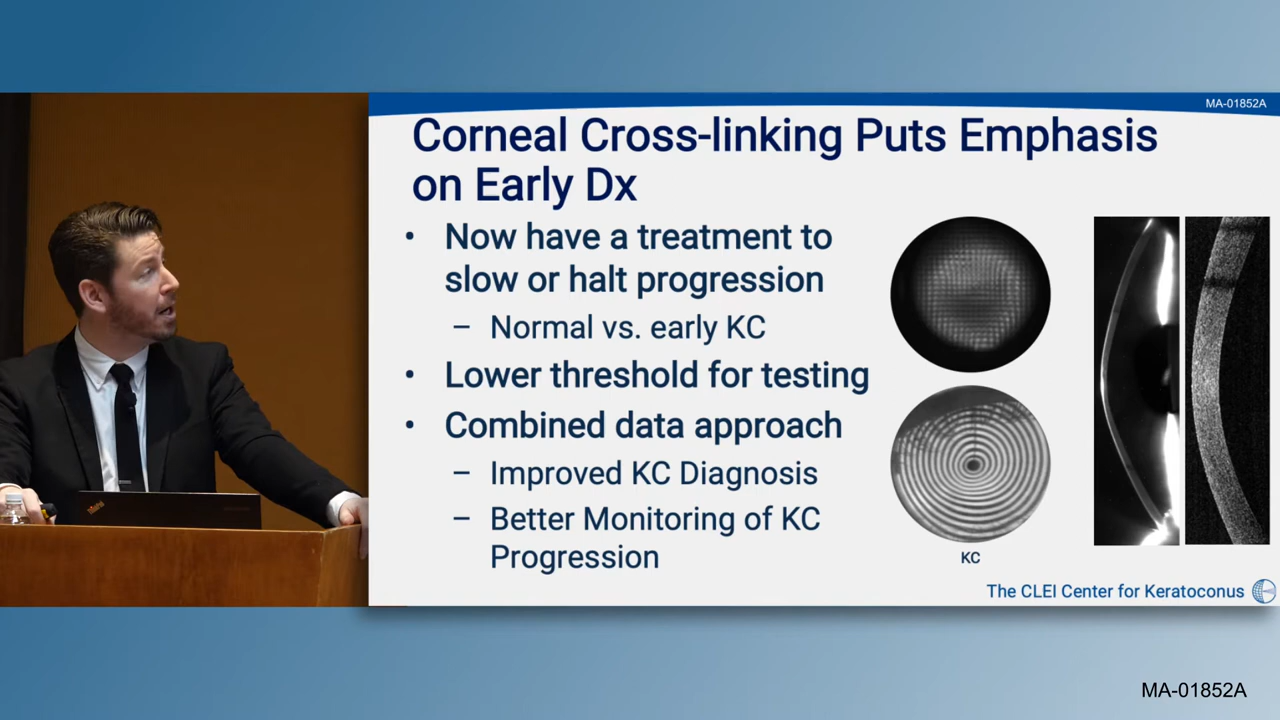 MA-01852A
Corneal Cross-linking Puts Emphasis
on Early Dx
• Now have a treatment to
slow or halt progression
– Normal vs. early KC
• Lower threshold for testing
• Combined data approach
– Improved KC Diagnosis
– Better Monitoring of KC
Progression
KC
The CLEI Center for Keratoconus
MA-01852A